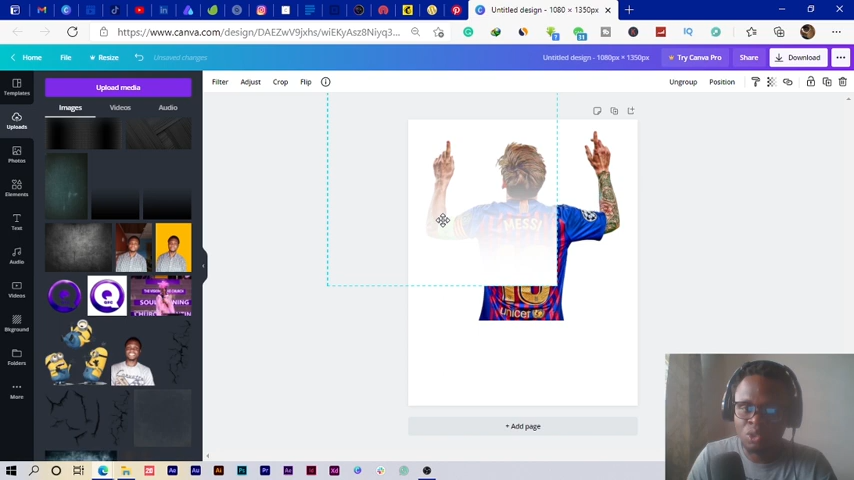 Untitled design - 1080 × 1350px
https://www.canva.com/design/DAEZwV9jxhs/wiEKyAsz8Niyq3...
Home
File
Resize
Unsaved changes
Untitled design - 1080px × 1350px
Try Canva Pro
Share
Download
Templates
Uploads
Photos
Elements
Text
Audio
Videos
Bkground
Folders
More
Upload media
Images
Videos
Audio
Filter
Adjust
Crop
Flip
Ungroup
Position
MESSI
10
unicef
+ Add page